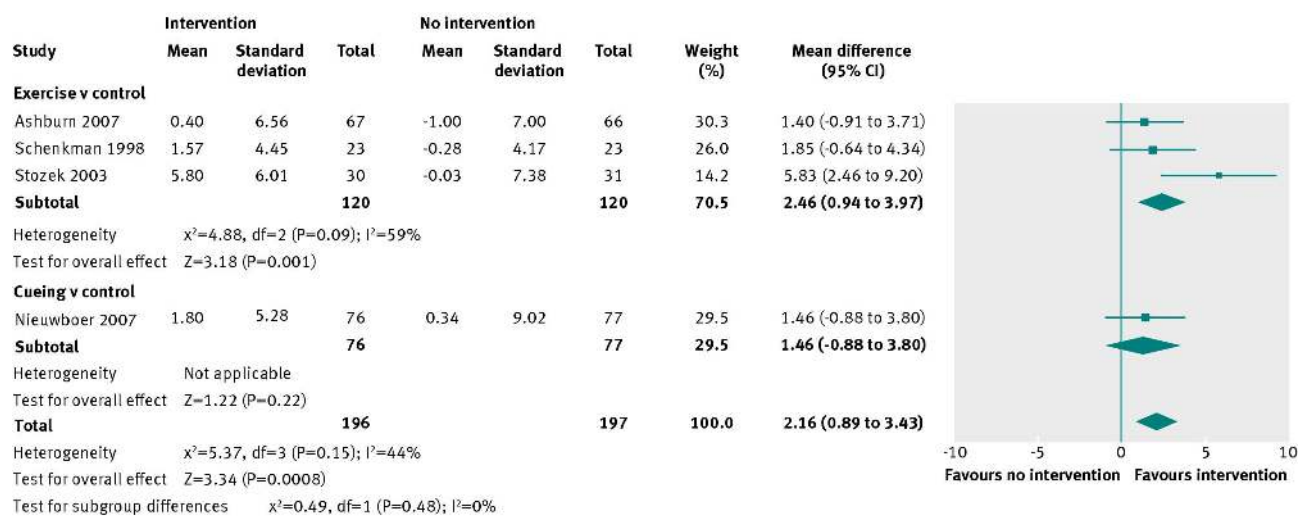 Intervention No intervention
Study Mean Standard deviation Total Mean Standard deviation Total Weight (%) Mean difference (95% CI)
Exercise v control
Ashburn 2007 0.40 6.56 67 -1.00 7.00 66 30.3 1.40 (-0.91 to 3.71)
Schenkman 1998 1.57 4.45 23 -0.28 4.17 23 26.0 1.85 (-0.64 to 4.34)
Stozek 2003 5.80 6.01 30 -0.03 7.38 31 14.2 5.83 (2.46 to 9.20)
Subtotal 120 120 70.5 2.46 (0.94 to 3.97)
Heterogeneity x²=4.88, df=2 (P=0.09); I²=59%
Test for overall effect Z=3.18 (P=0.001)
Cueing v control
Nieuwboer 2007 1.80 5.28 76 0.34 9.02 77 29.5 1.46 (-0.88 to 3.80)
Subtotal 76 77 29.5 1.46 (-0.88 to 3.80)
Heterogeneity Not applicable
Test for overall effect Z=1.22 (P=0.22)
Total 196 197 100.0 2.16 (0.89 to 3.43)
Heterogeneity x²=5.37, df=3 (P=0.15); I²=44%
Test for overall effect Z=3.34 (P=0.0008)
Test for subgroup differences x²=0.49, df=1 (P=0.48); I²=0%
-10 -5 0 5 10
Favours no intervention Favours intervention